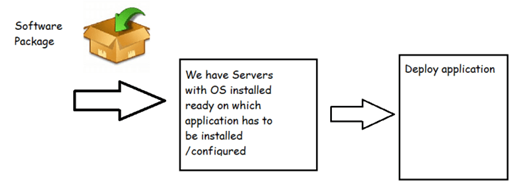 Software
Package
We have Servers
with OS installed
ready on which
application has to
be installed
/configured
Deploy application